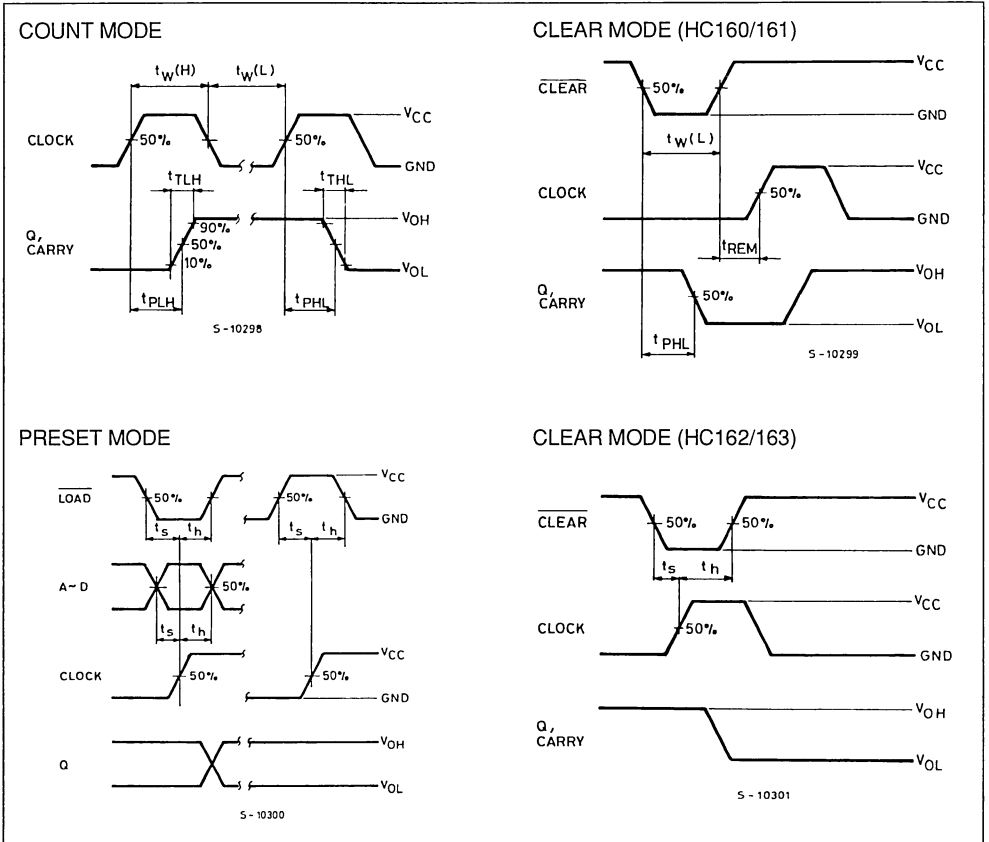 COUNT MODE
tW(H) tW(L)
VCC
CLOCK 50% 50%
GND
tTLH tTHL
VOH
90%
Q, 50%
CARRY
10%
VOL
tPLH tPHL
S-10298
CLEAR MODE (HC160/161)
VCC
CLEAR 50%
GND
tW(L)
VCC
CLOCK 50%
GND
tREM
VOH
Q, 50%
CARRY
VOL
tPHL
S-10299
PRESET MODE
VCC
LOAD 50% 50%
GND
ts th ts th
A~D 50%
ts th
VCC
CLOCK 50% 50%
GND
VOH
Q
VOL
S-10300
CLEAR MODE (HC162/163)
VCC
CLEAR 50% 50%
GND
ts th
VCC
CLOCK 50%
GND
VOH
Q,
CARRY
VOL
S-10301